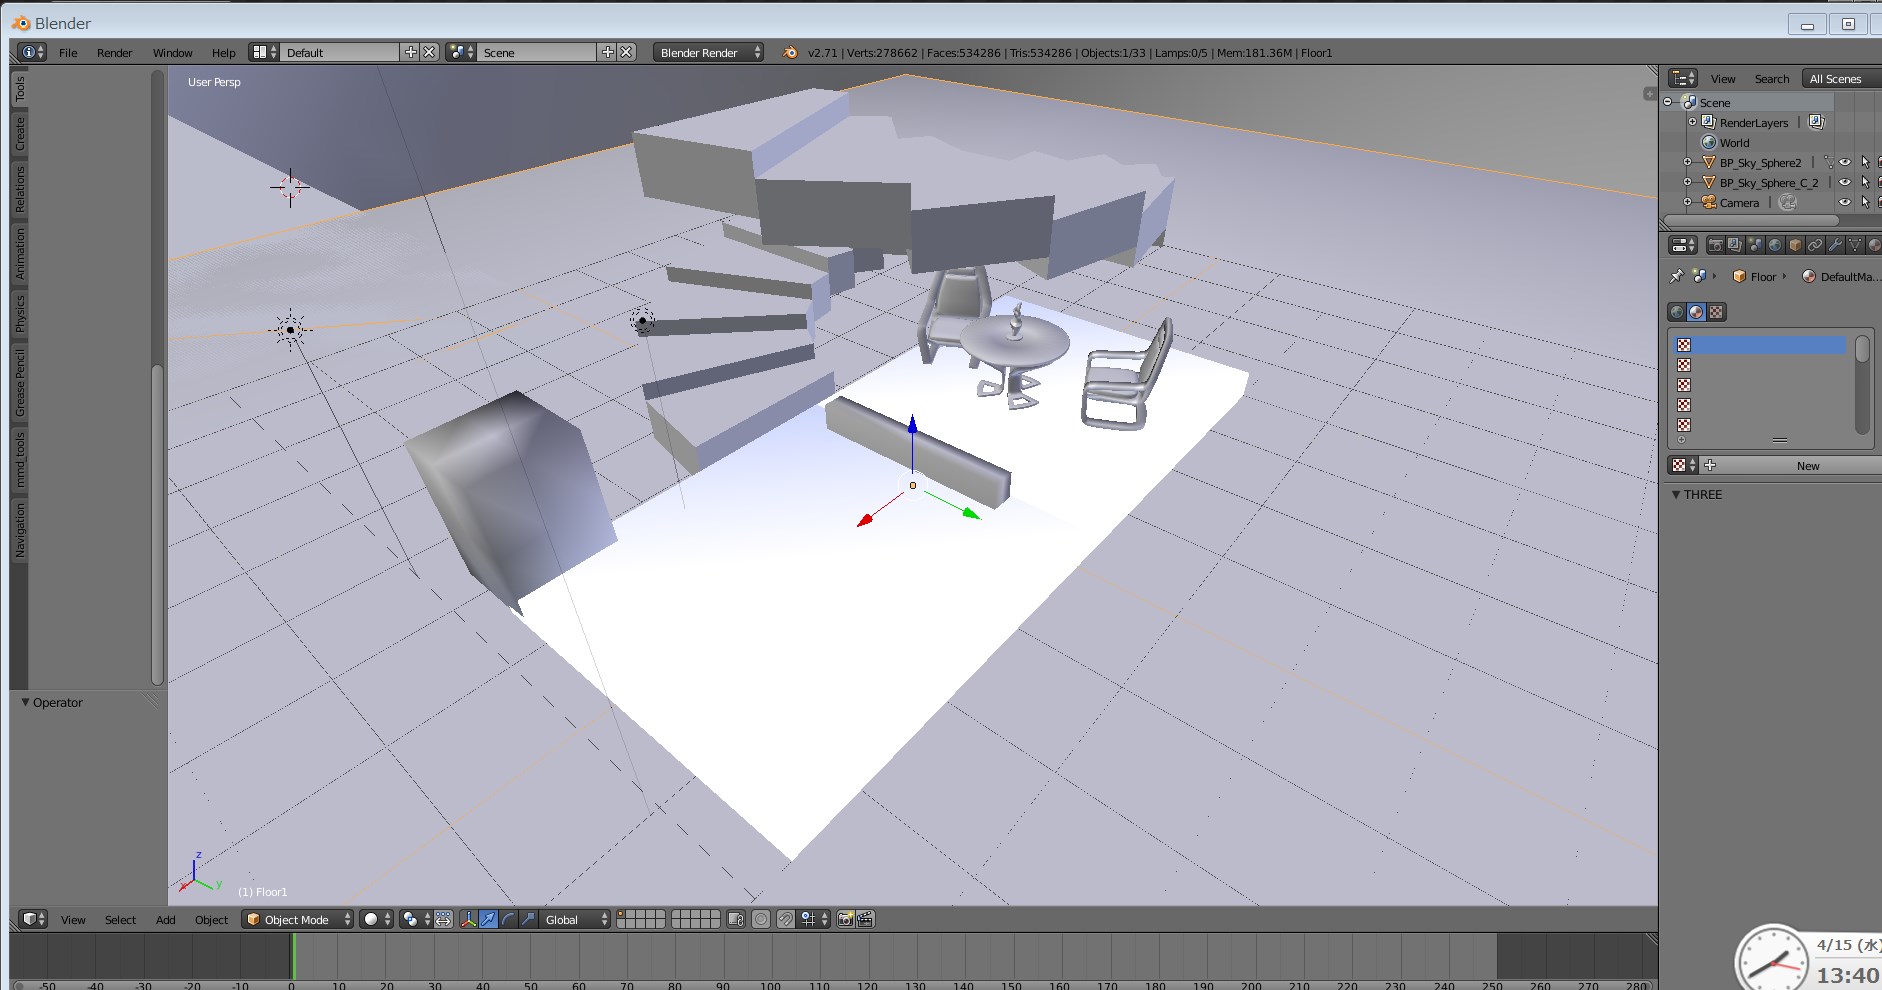 Blender
File Render Window Help Default Scene Blender Render v2.71 | Verts:278662 | Faces:534286 | Tris:534286 | Objects:1/33 | Lamps:0/5 | Mem:181.36M | Floor1
Tools
Create
Relations
Animation
Physics
Grease Pencil
mmd_tools
Navigation
Operator
User Persp
z
y
x
(1) Floor1
View Search All Scenes
Scene
RenderLayers |
World
BP_Sky_Sphere2 |
BP_Sky_Sphere_C_2
Camera |
Floor DefaultMa...
New
THREE
View Select Add Object Object Mode Global
-50 -40 -30 -20 -10 0 10 20 30 40 50 60 70 80 90 100 110 120 130 140 150 160 170 180 190 200 210 220 230 240 250 260 270 280
4/15 (水)
13:40